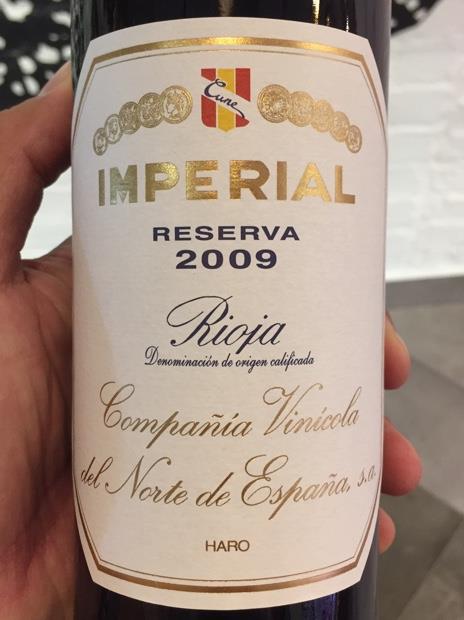 Cune
IMPERIAL
RESERVA
2009
Rioja
Denominación de origen calificada
Compañía Vinícola
del Norte de España, s.a.
HARO